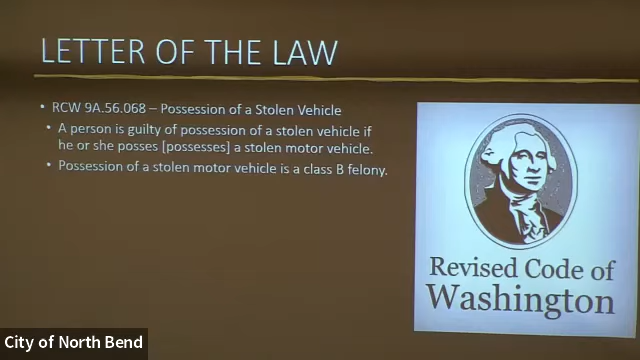 LETTER OF THE LAW
• RCW 9A.56.068 – Possession of a Stolen Vehicle
• A person is guilty of possession of a stolen vehicle if
he or she posses [possesses] a stolen motor vehicle.
• Possession of a stolen motor vehicle is a class B felony.
Revised Code of
Washington
City of North Bend